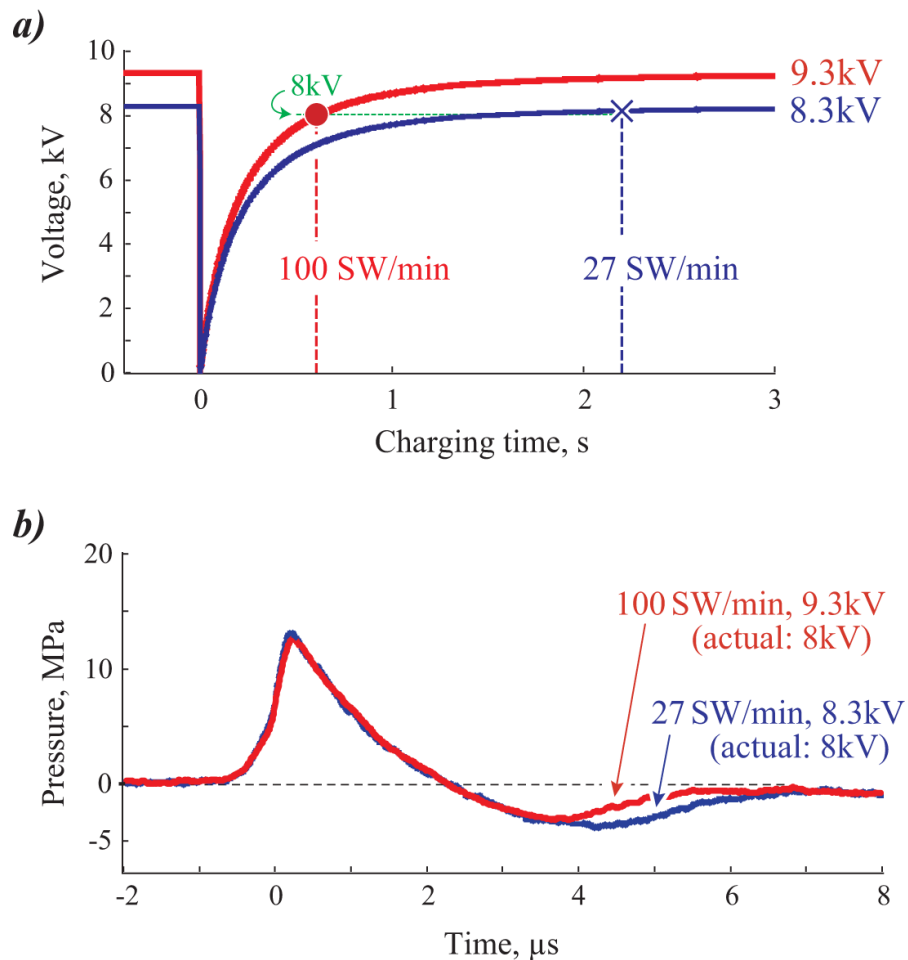 a)
10
8
6
4
2
0
Voltage, kV
8kV
9.3kV
8.3kV
100 SW/min
27 SW/min
0
1
2
3
Charging time, s
b)
20
10
0
-5
Pressure, MPa
100 SW/min, 9.3kV
(actual: 8kV)
27 SW/min, 8.3kV
(actual: 8kV)
-2
0
2
4
6
8
Time, µs